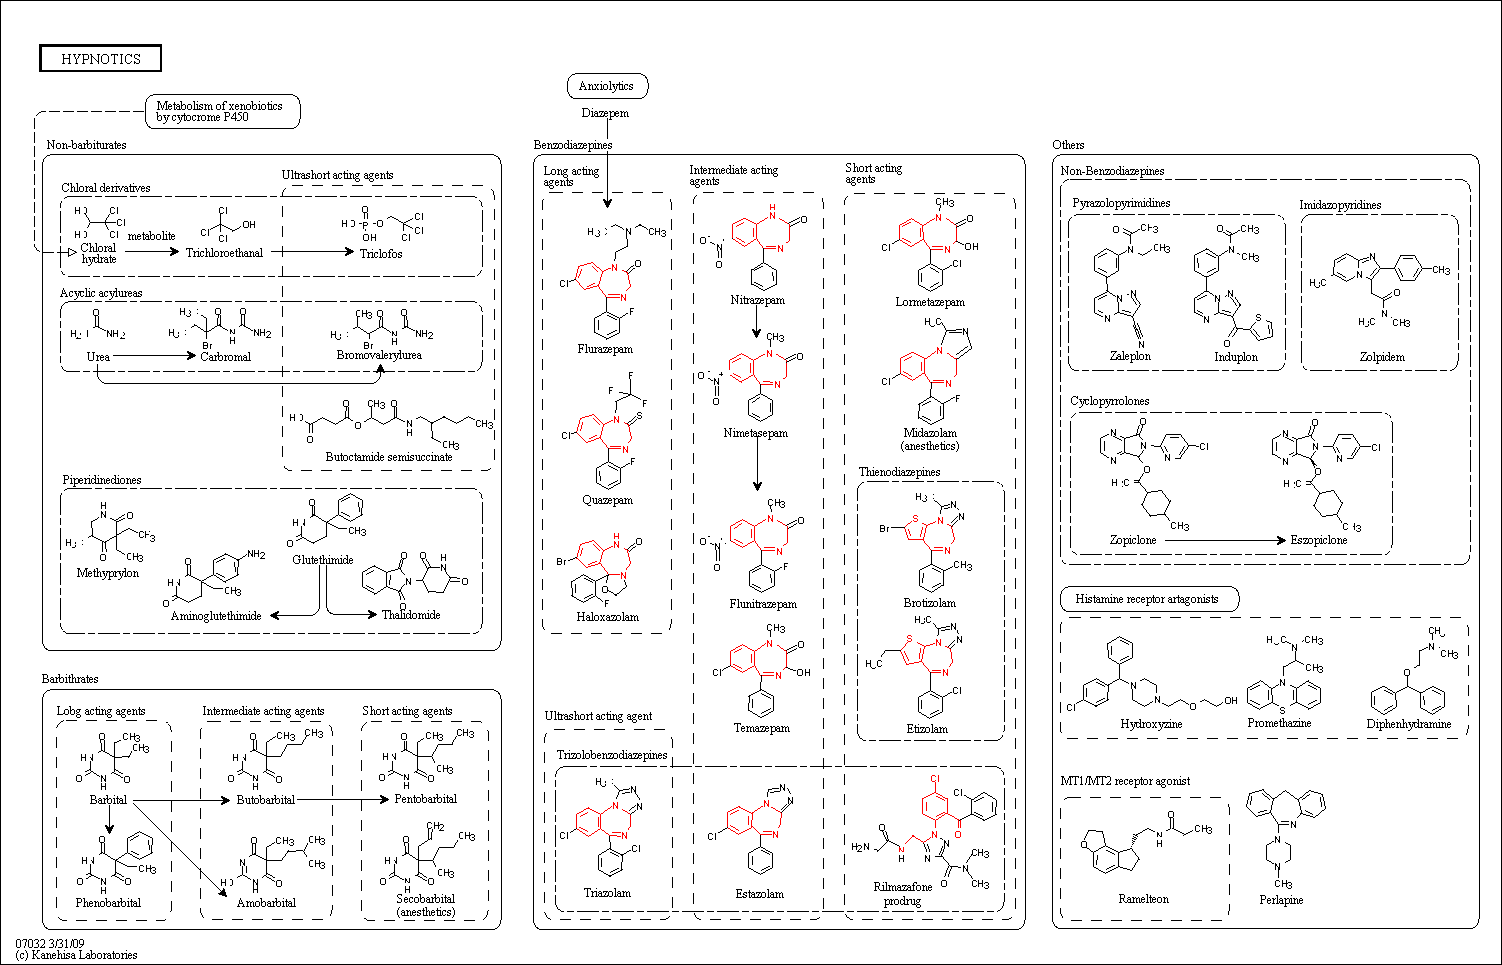 HYPNOTICS
Metabolism of xenobiotics
by cytocrome P450
Anxiolytics
Diazepem
Non-barbiturates
Chloral derivatives
Ultrashort acting agents
metabolite
Chloral
hydrate
Trichloroethanal
Triclofos
Acyclic acylureas
Urea
Carbromal
Bromovalerylurea
Butoctamide semisuccinate
Piperidinediones
Methyprylon
Glutethimide
Aminoglutethimide
Thalidomide
Barbithrates
Lobg acting agents
Intermediate acting agents
Short acting agents
Barbital
Butobarbital
Pentobarbital
Phenobarbital
Amobarbital
Secobarbital
(anesthetics)
Benzodiazepines
Long acting
agents
Intermediate acting
agents
Short acting
agents
Flurazepam
Nitrazepam
Lormetazepam
Quazepam
Nimetasepam
Midazolam
(anesthetics)
Thienodiazepines
Haloxazolam
Flunitrazepam
Brotizolam
Temazepam
Etizolam
Ultrashort acting agent
Trizolobenzodiazepines
Triazolam
Estazolam
Rilmazafone
prodrug
Others
Non-Benzodiazepines
Pyrazolopyrimidines
Imidazopyridines
Zaleplon
Induplon
Zolpidem
Cyclopyrrolones
Zopiclone
Eszopiclone
Histamine receptor artagonists
Hydroxyzine
Promethazine
Diphenhydramine
MT1/MT2 receptor agonist
Ramelteon
Perlapine
07032 3/31/09
(c) Kanehisa Laboratories